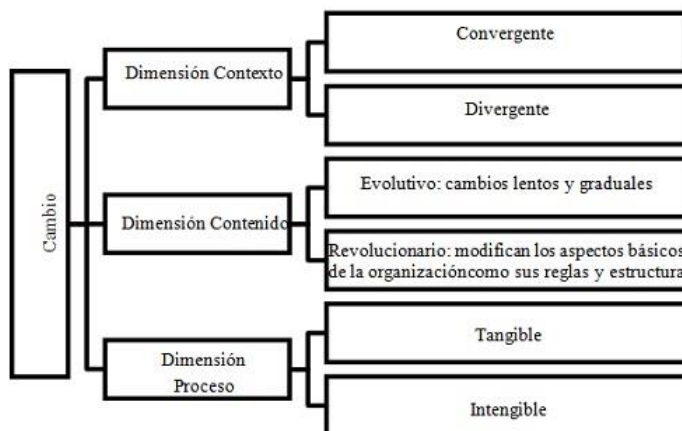 Cambio
Dimensión Contexto
Convergente
Divergente
Dimensión Contenido
Evolutivo: cambios lentos y graduales
Revolucionario: modifican los aspectos básicos
de la organizacióncomo sus reglas y estructura
Dimensión
Proceso
Tangible
Intengible